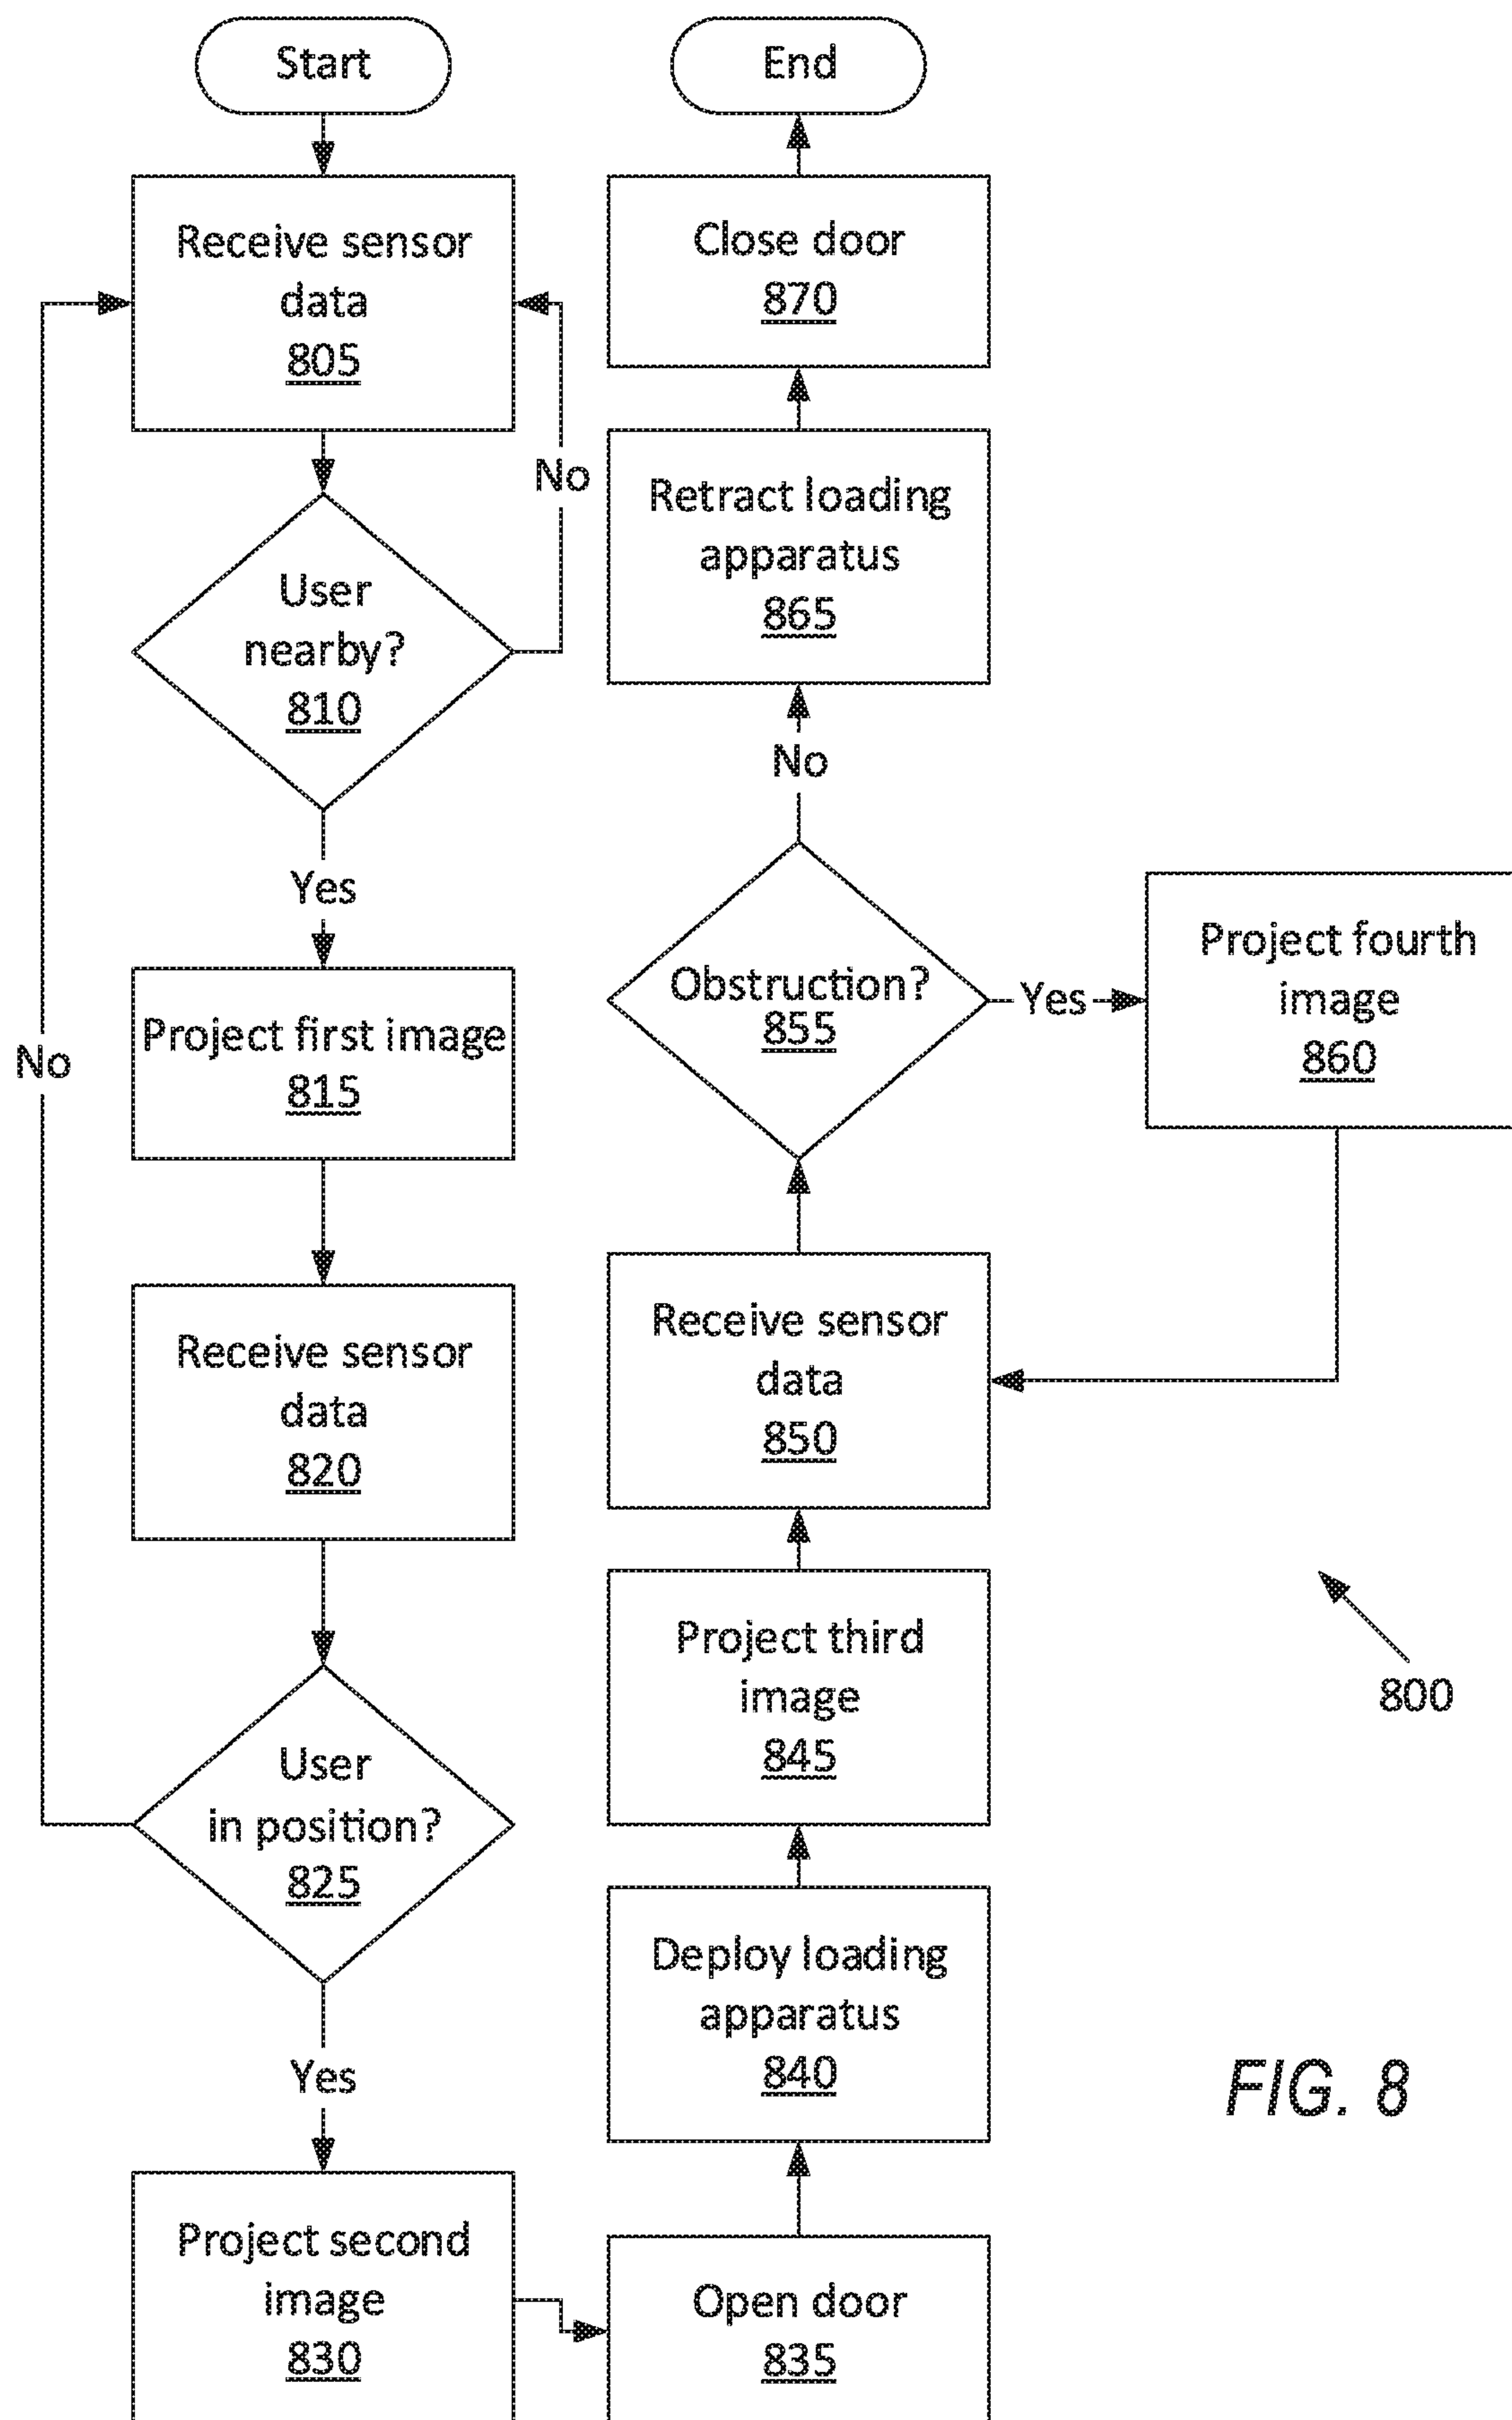 Start
Receive sensor
data
805
No
User
nearby?
810
Yes
Project first image
815
No
Receive sensor
data
820
User
in position?
825
Yes
Project second
image
830
Open door
835
Deploy loading
apparatus
840
Project third
image
845
Receive sensor
data
850
Obstruction?
855
Yes
Project fourth
image
860
No
Retract loading
apparatus
865
Close door
870
End
800
FIG. 8